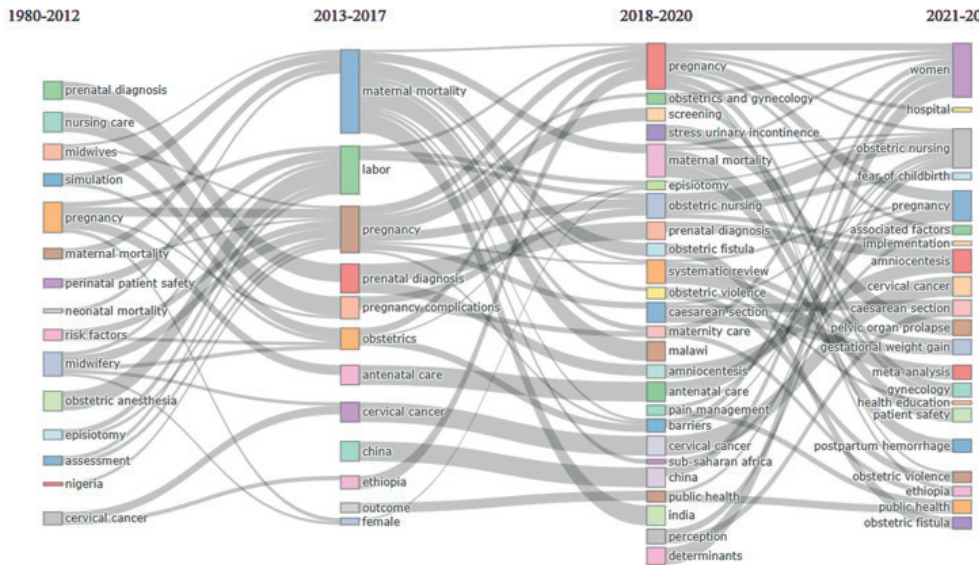 1980-2012
2013-2017
2018-2020
2021-20
prenatal diagnosis
nursing care
midwives
simulation
pregnancy
maternal mortality
perinatal patient safety
neonatal mortality
risk factors
midwifery
obstetric anesthesia
episiotomy
assessment
nigeria
cervical cancer
maternal mortality
labor
pregnancy
prenatal diagnosis
pregnancy complications
obstetrics
antenatal care
cervical cancer
china
ethiopia
outcome
female
pregnancy
obstetrics and gynecology
screening
stress urinary incontinence
maternal mortality
episiotomy
obstetric nursing
prenatal diagnosis
obstetric fistula
systematic review
obstetric violence
caesarean section
maternity care
malawi
amniocentesis
antenatal care
pain management
barriers
cervical cancer
sub-saharan africa
china
public health
india
perception
determinants
women
hospital
obstetric nursing
fear of childbirth
pregnancy
associated factors
implementation
amniocentesis
cervical cancer
caesarean section
pelvic organ prolapse
gestational weight gain
meta-analysis
gynecology
health education
patient safety
postpartum hemorrhage
obstetric violence
ethiopia
public health
obstetric fistula